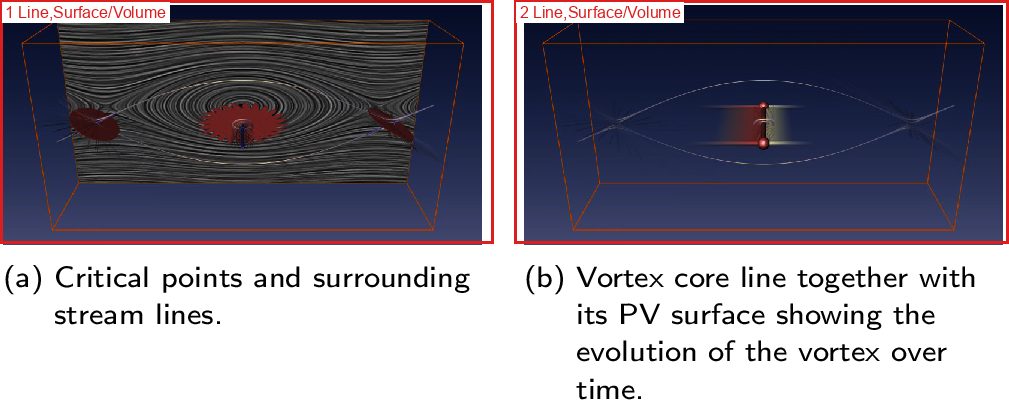 1 Line,Surface/Volume
2 Line,Surface/Volume
(a) Critical points and surrounding
stream lines.
(b) Vortex core line together with
its PV surface showing the
evolution of the vortex over
time.